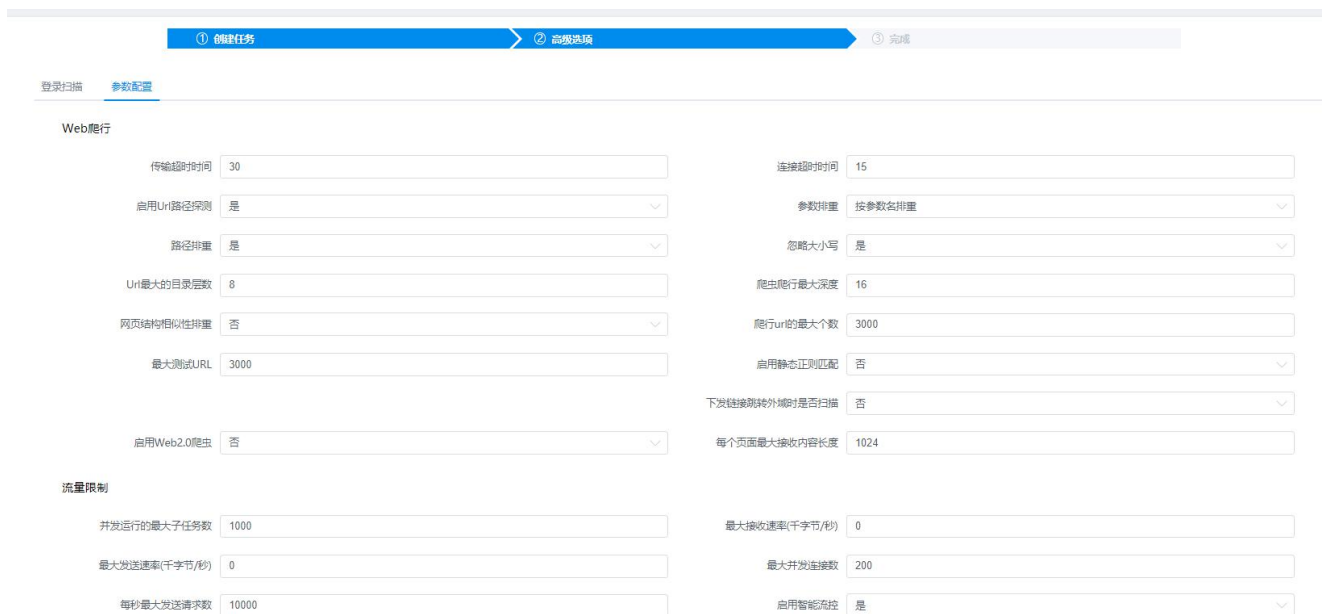 ① 创建任务 ② 高级选项 ③ 完成
登录扫描 参数配置
Web爬行
传输超时时间 30 连接超时时间 15
启用Url路径探测 是 参数排重 按参数名排重
路径排重 是 忽略大小写 是
Url最大的目录层数 8 爬虫爬行最大深度 16
网页结构相似性排重 否 爬行url的最大个数 3000
最大测试URL 3000 启用静态正则匹配 否
下发链接跳转外域时是否扫描 否
启用Web2.0爬虫 否 每个页面最大接收内容长度 1024
流量限制
并发运行的最大子任务数 1000 最大接收速率(千字节/秒) 0
最大发送速率(千字节/秒) 0 最大并发连接数 200
每秒最大发送请求数 10000 启用智能流控 是